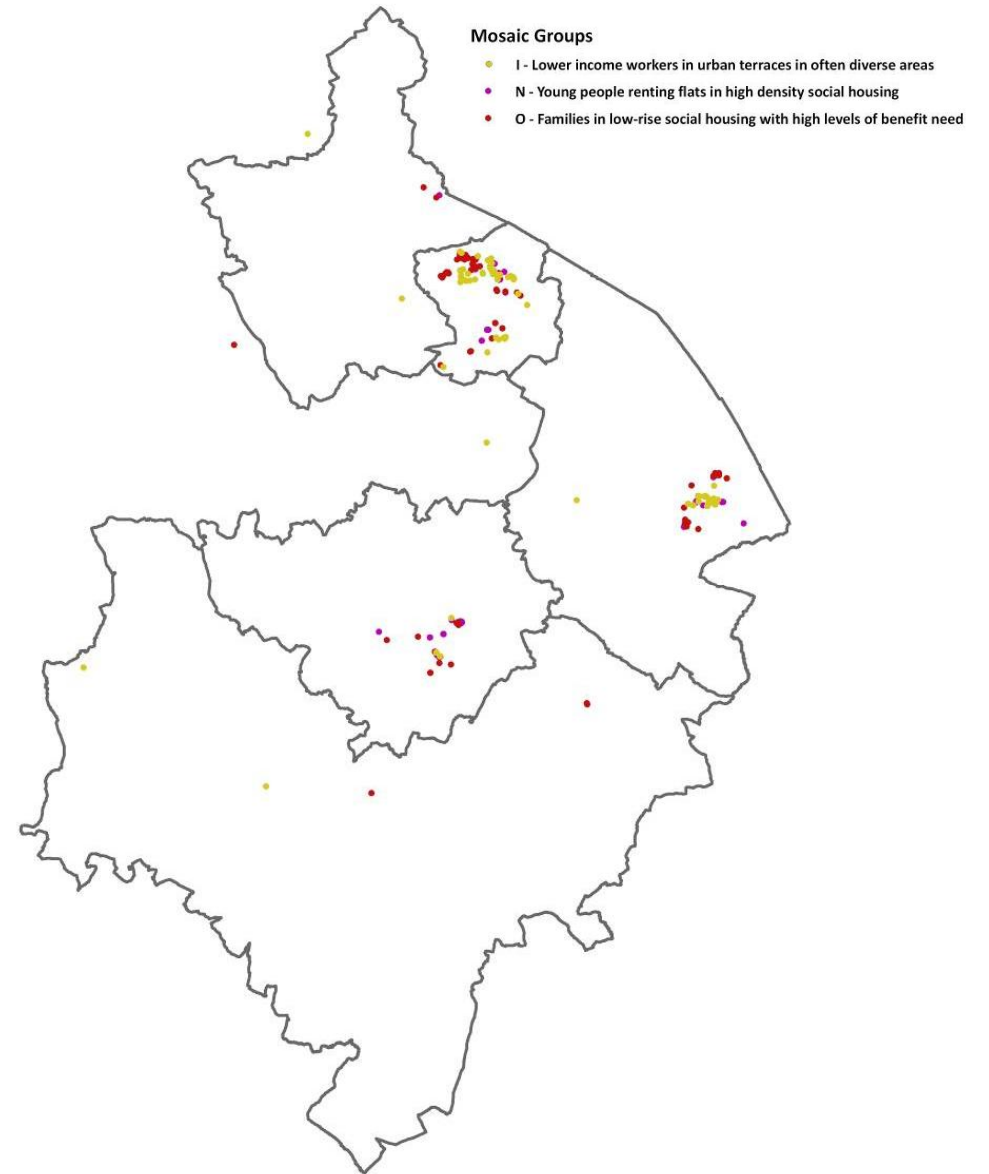 Mosaic Groups
I - Lower income workers in urban terraces in often diverse areas
N - Young people renting flats in high density social housing
O - Families in low-rise social housing with high levels of benefit need